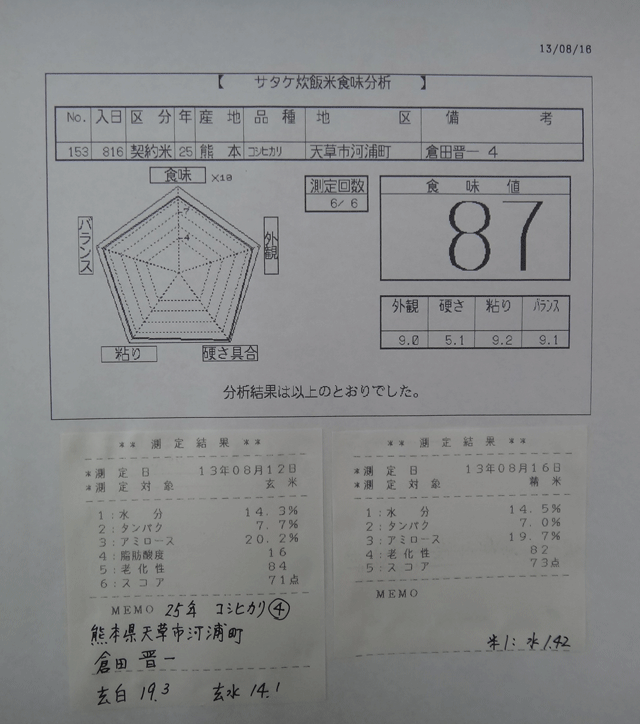 13/08/16
【 サタケ炊飯米食味分析 】
No. 入日 区分 年 産地 品種 地区 備考
153 816 契約米 25 熊本 コシヒカリ 天草市河浦町 倉田晋一 4
食味 X10
7
4
外観
バランス
粘り
硬さ具合
測定回数
6/ 6
食味値
87
外観 硬さ 粘り バランス
9.0 5.1 9.2 9.1
分析結果は以上のとおりでした。
** 測定結果 **
*測定日 13年08月12日
*測定対象 玄米
1:水分 14.3%
2:タンパク 7.7%
3:アミロース 20.2%
4:脂肪酸度 16
5:老化性 84
6:スコア 71点
MEMO 25年 コシヒカリ④
熊本県天草市河浦町
倉田晋一
玄白 19.3 玄水 14.1
** 測定結果 **
*測定日 13年08月16日
*測定対象 精米
1:水分 14.5%
2:タンパク 7.0%
3:アミロース 19.7%
4:老化性 82
5:スコア 73点
MEMO
米1:水1.42